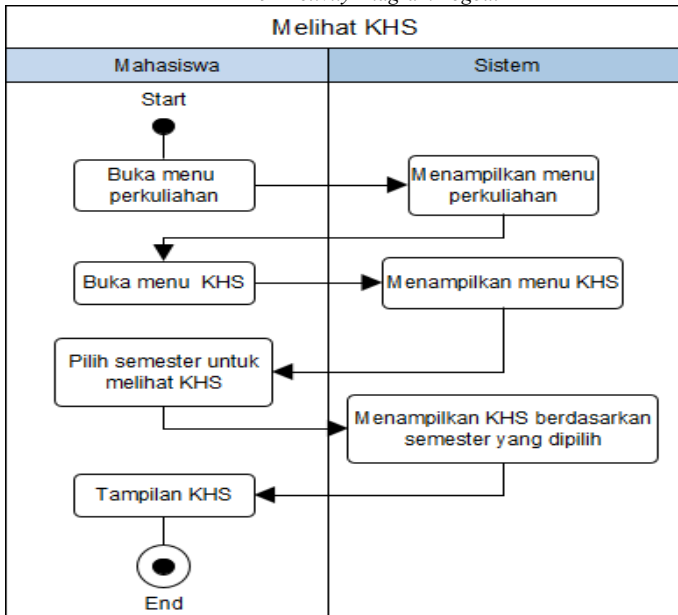 Melihat KHS
Mahasiswa
Sistem
Start
Buka menu
perkuliahan
Menampilkan menu
perkuliahan
Buka menu KHS
Menampilkan menu KHS
Pilih semester untuk
melihat KHS
Menampilkan KHS berdasarkan
semester yang dipilih
Tampilan KHS
End